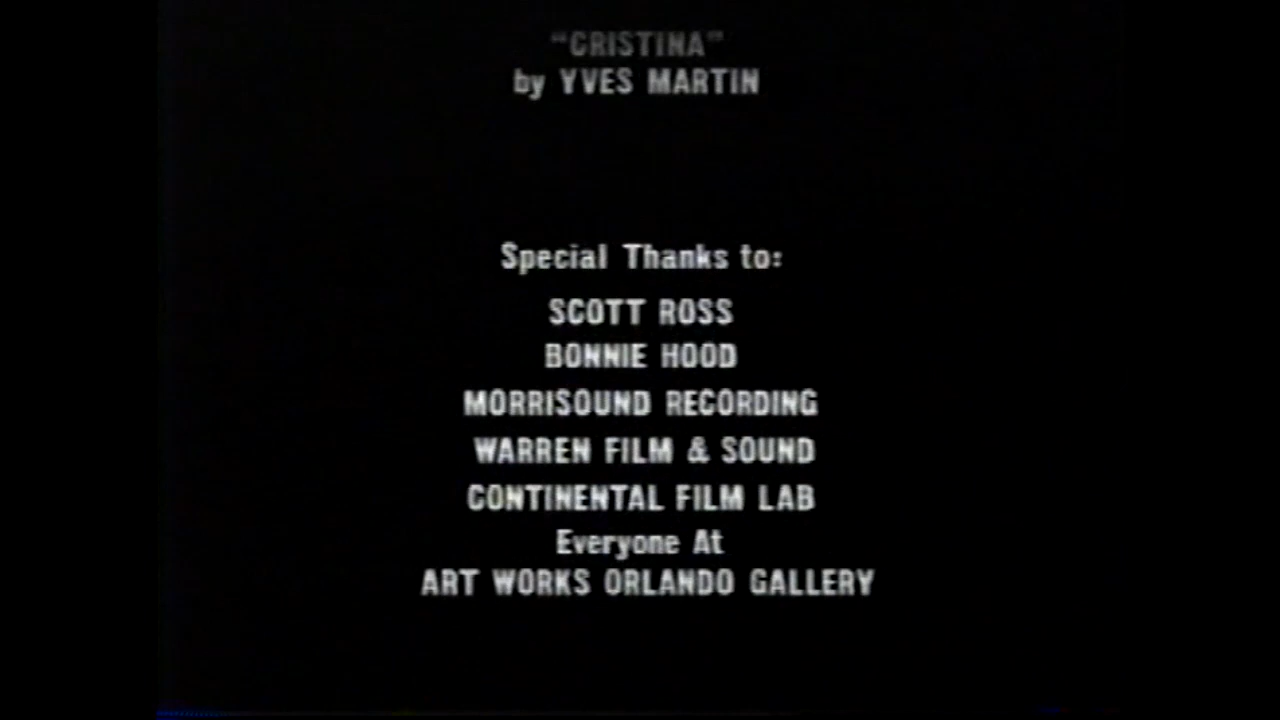 "CRISTINA"
by YVES MARTIN
Special Thanks to:
SCOTT ROSS
BONNIE HOOD
MORRISOUND RECORDING
WARREN FILM & SOUND
CONTINENTAL FILM LAB
Everyone At
ART WORKS ORLANDO GALLERY